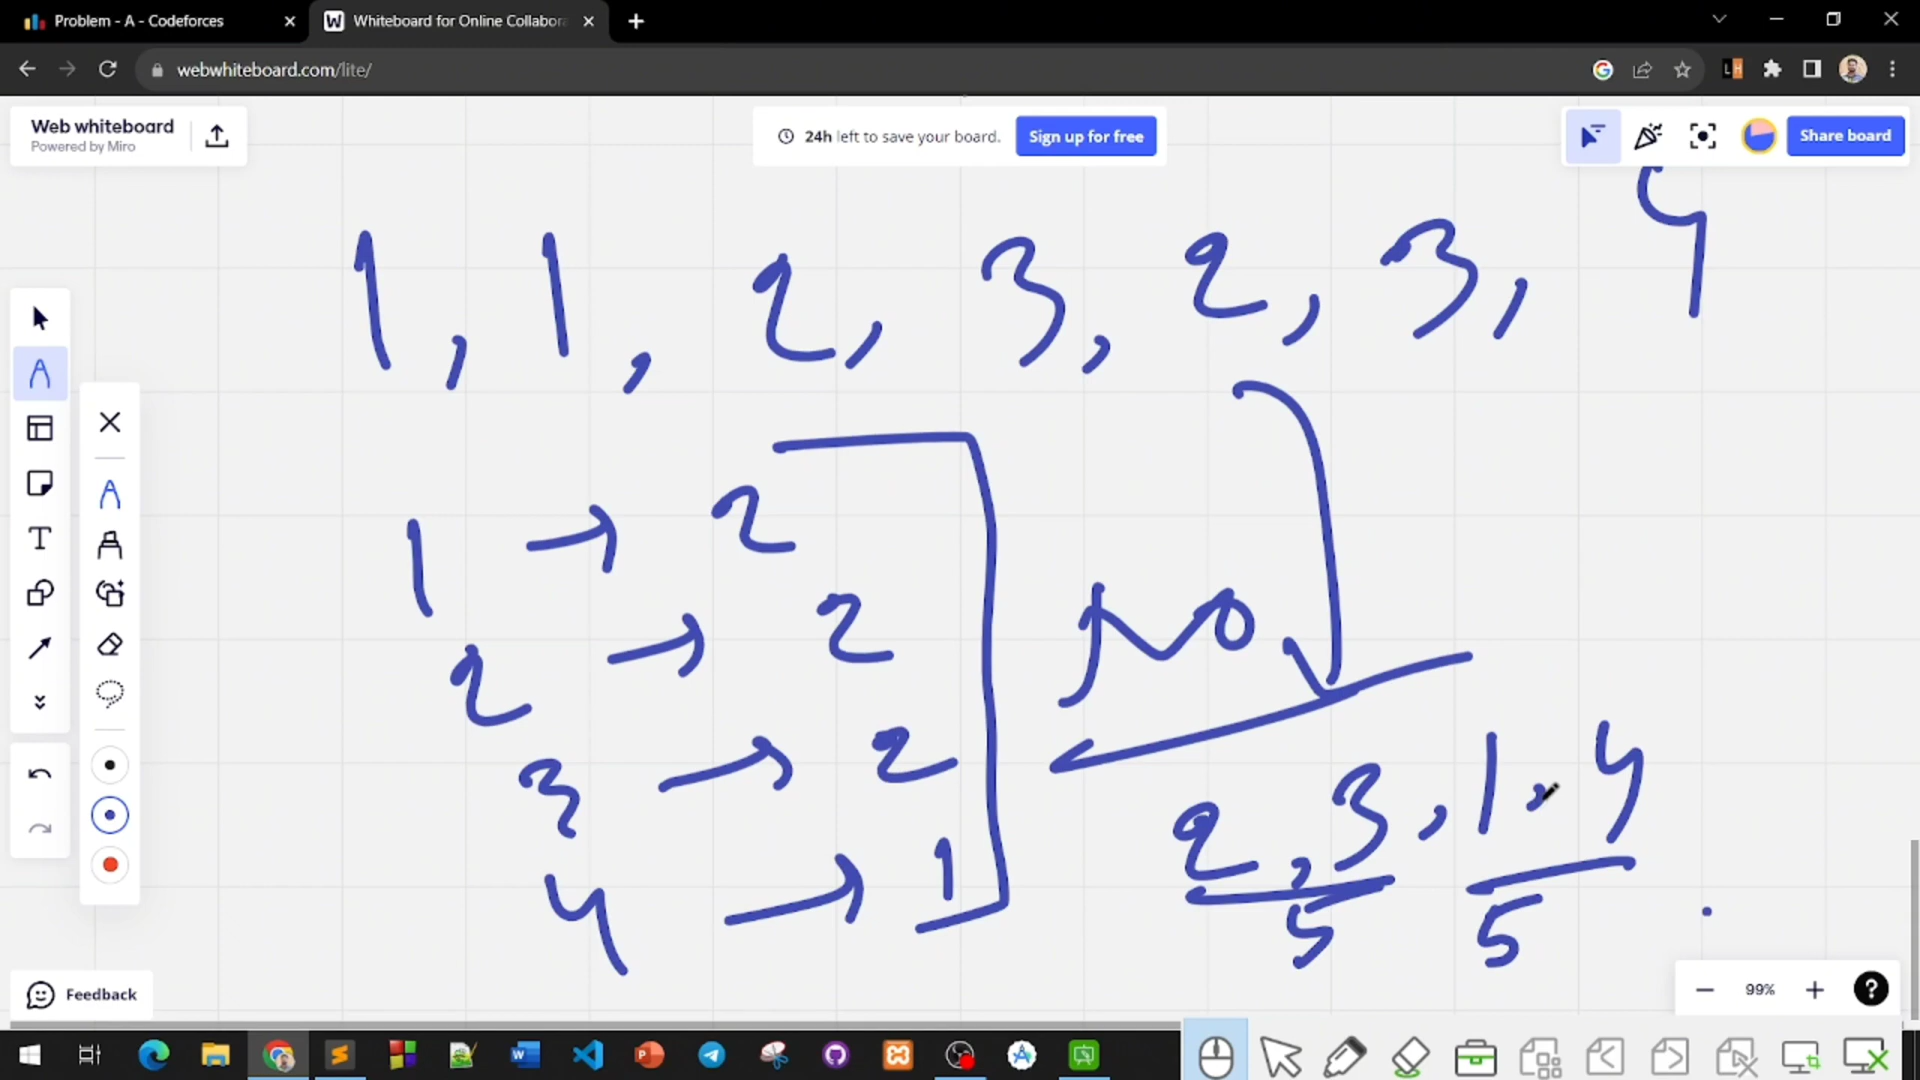 Problem - A - Codeforces
Whiteboard for Online Collabor
webwhiteboard.com/lite/
Web whiteboard
Powered by Miro
24h left to save your board.
Sign up for free
Share board
1, 1, 2, 3, 2, 3, 4
1 → 2
2 → 2
3 → 2
4 → 1
No
2, 3, 1, 4
5 5
Feedback
99%